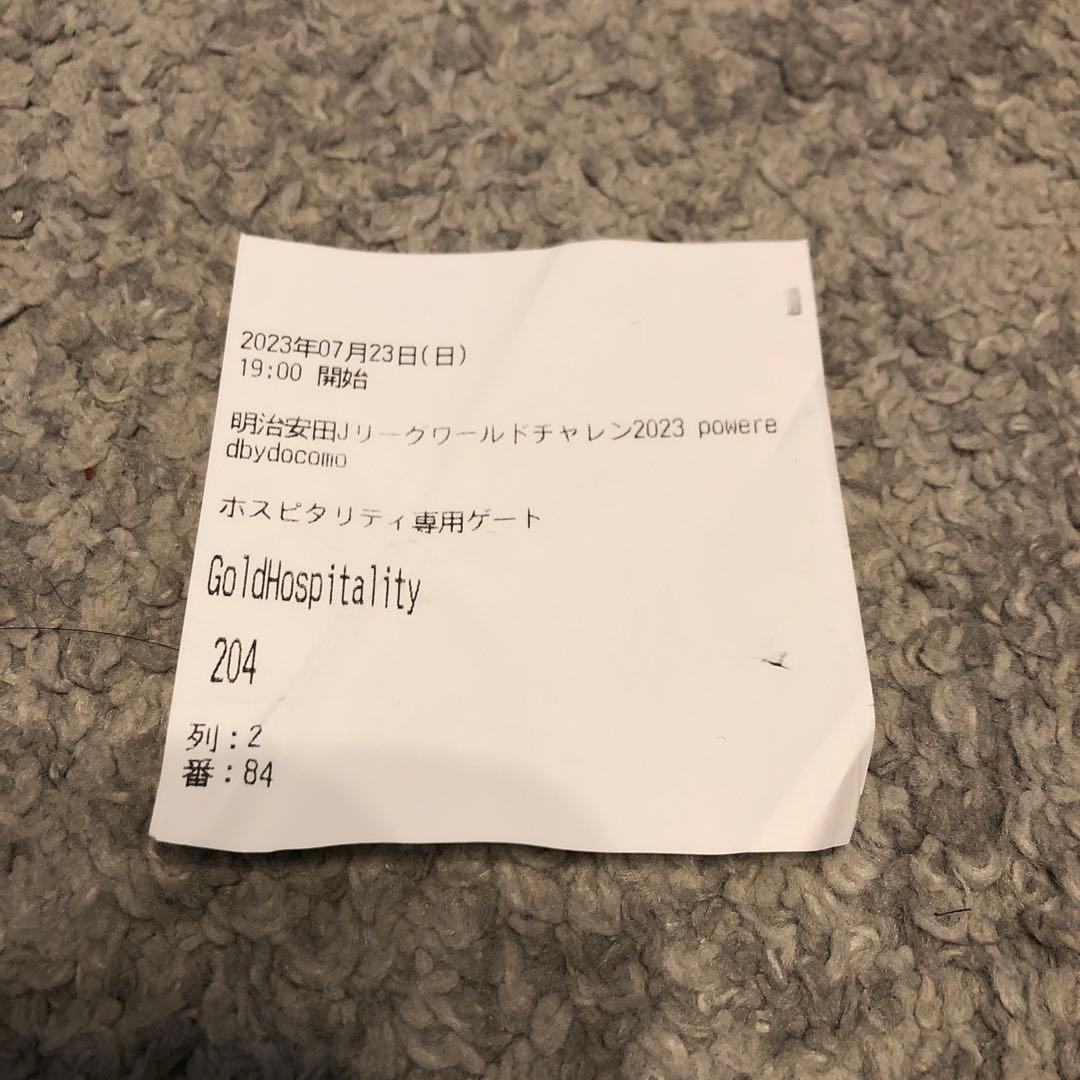 2023年07月23日(日)
19:00 開始
明治安田Jリーグワールドチャレン2023 powere
dbydocomo
ホスピタリティ専用ゲート
GoldHospitality
204
列:2
番:84